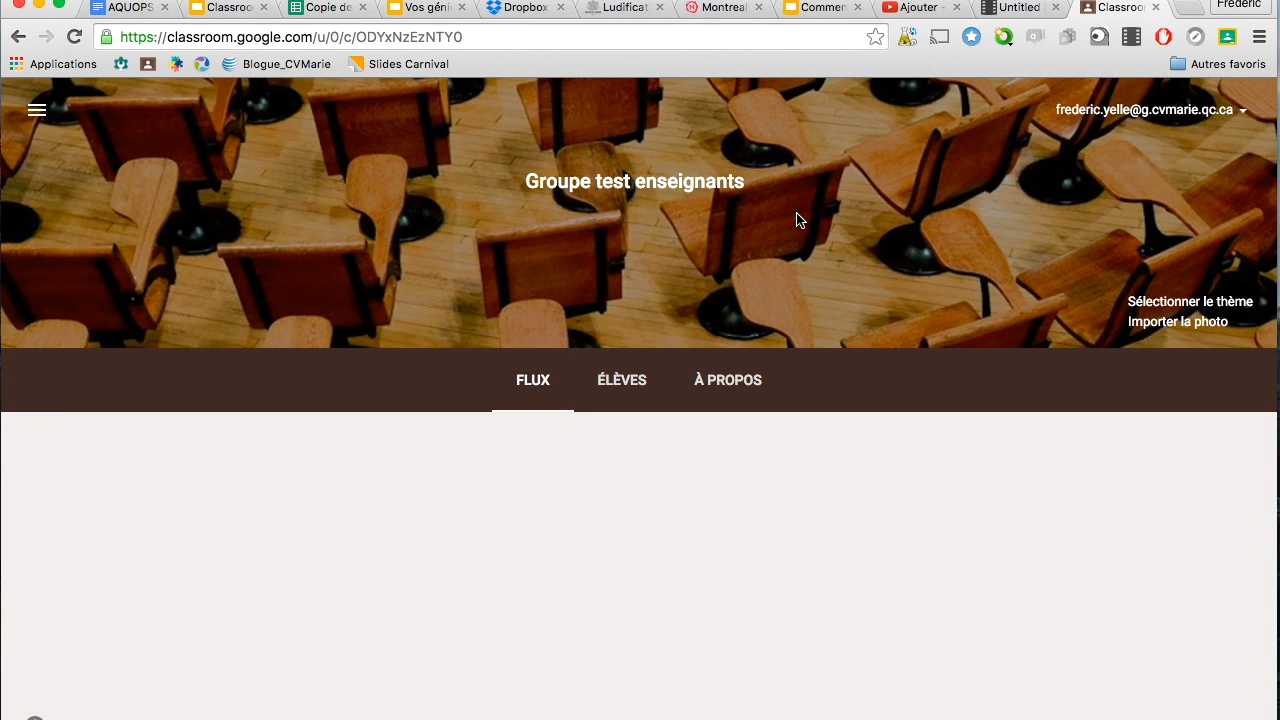 AQUOPS Classroo Copie de Vos géni Dropbox Ludificat Montreal Commen Ajouter - Untitled Classroo Frédéric
https://classroom.google.com/u/0/c/ODYxNzEzNTY0
Applications Blogue_CVMarie Slides Carnival Autres favoris
frederic.yelle@g.cvmarie.qc.ca
Groupe test enseignants
Sélectionner le thème
Importer la photo
FLUX ÉLÈVES À PROPOS